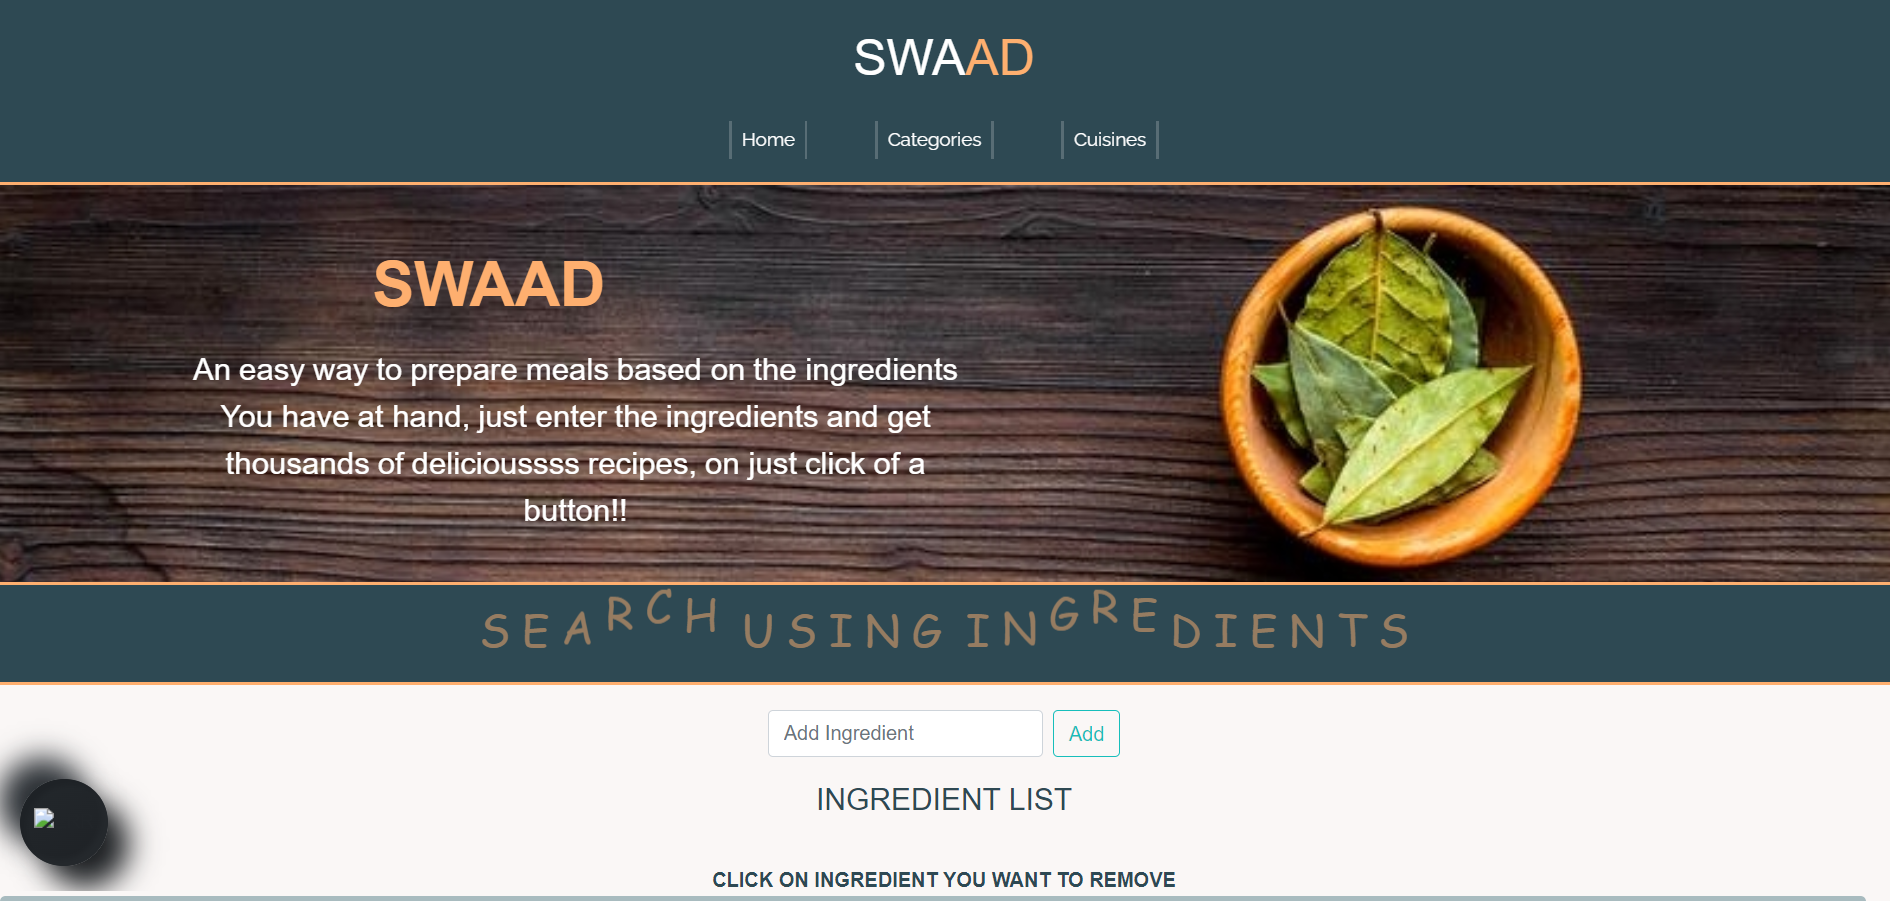 SWAAD
Home Categories Cuisines
SWAAD
An easy way to prepare meals based on the ingredients
You have at hand, just enter the ingredients and get
thousands of delicioussss recipes, on just click of a
button!!
SEARCH USING INGREDIENTS
Add Ingredient Add
INGREDIENT LIST
CLICK ON INGREDIENT YOU WANT TO REMOVE